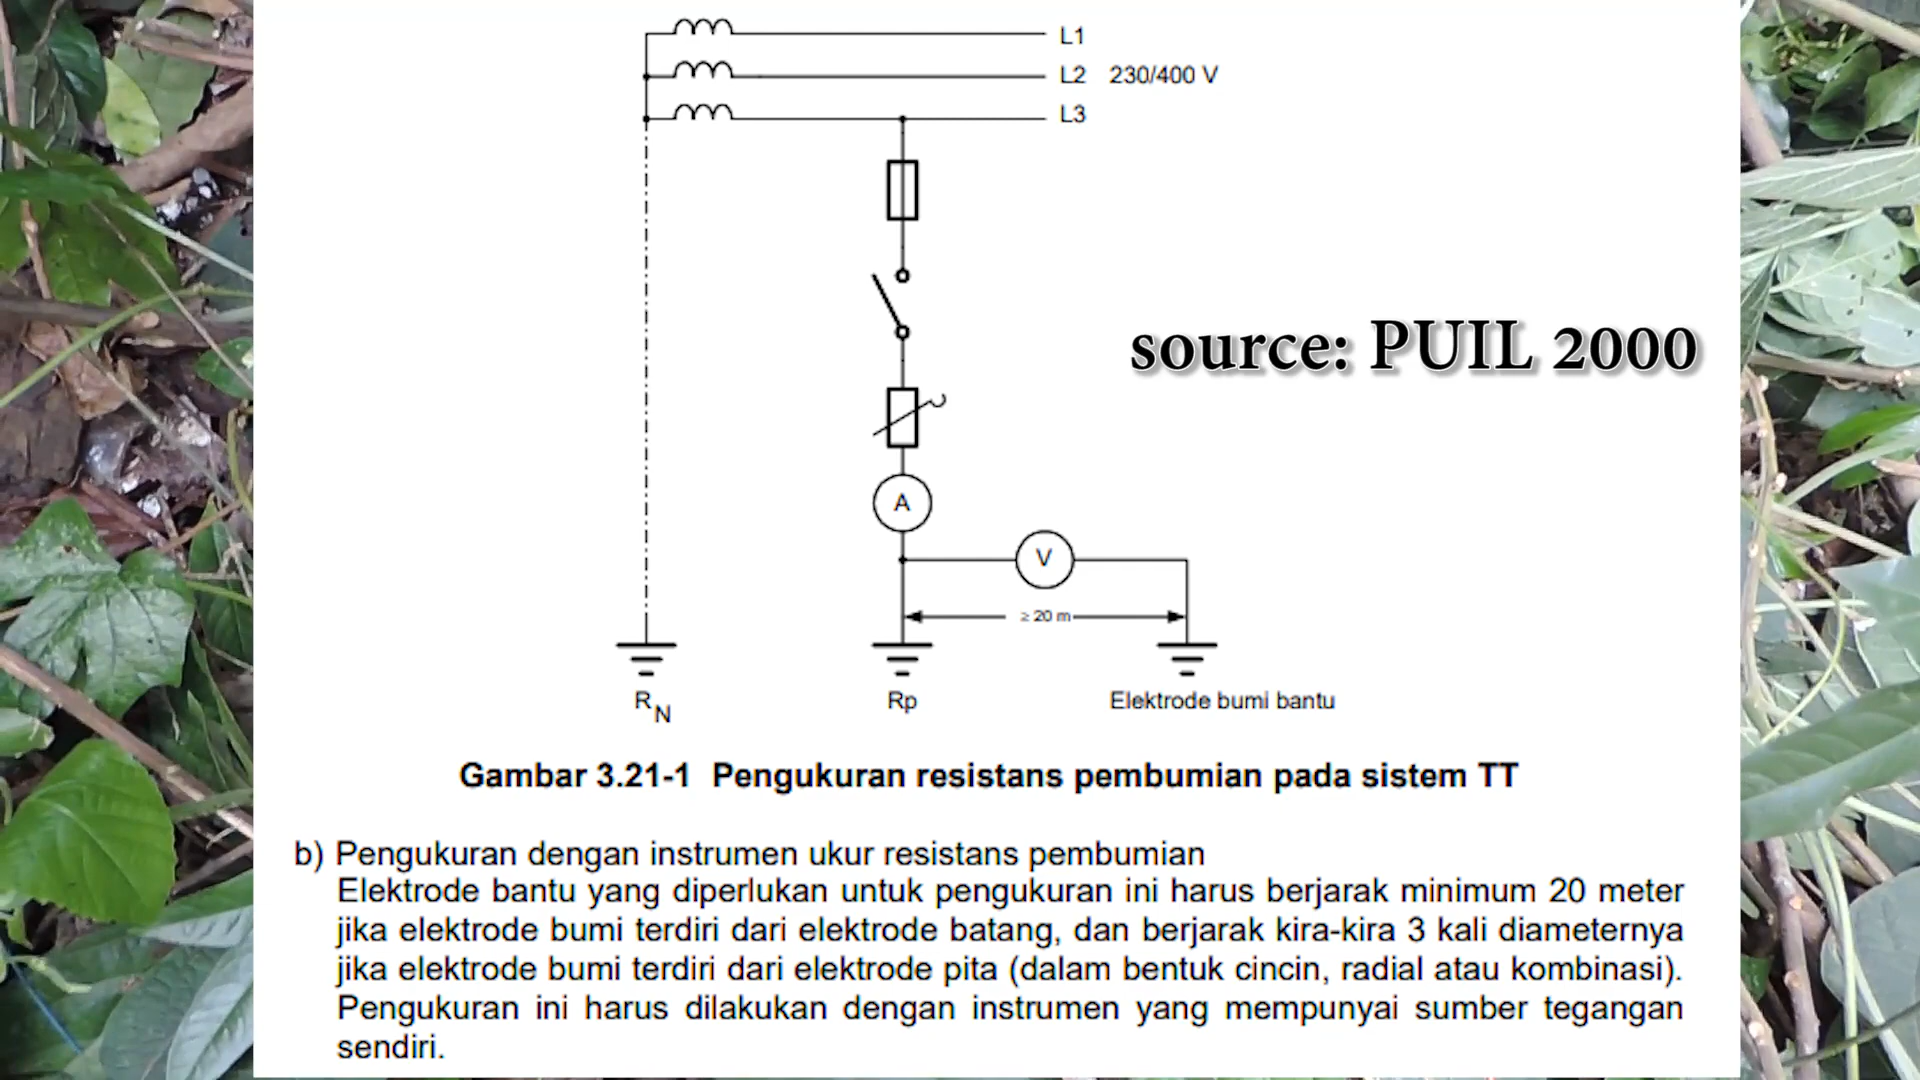 L1
L2 230/400 V
L3
source: PUIL 2000
A
V
≥ 20 m
R N
Rp
Elektrode bumi bantu
Gambar 3.21-1 Pengukuran resistans pembumian pada sistem TT
b) Pengukuran dengan instrumen ukur resistans pembumian
Elektrode bantu yang diperlukan untuk pengukuran ini harus berjarak minimum 20 meter
jika elektrode bumi terdiri dari elektrode batang, dan berjarak kira-kira 3 kali diameternya
jika elektrode bumi terdiri dari elektrode pita (dalam bentuk cincin, radial atau kombinasi).
Pengukuran ini harus dilakukan dengan instrumen yang mempunyai sumber tegangan
sendiri.